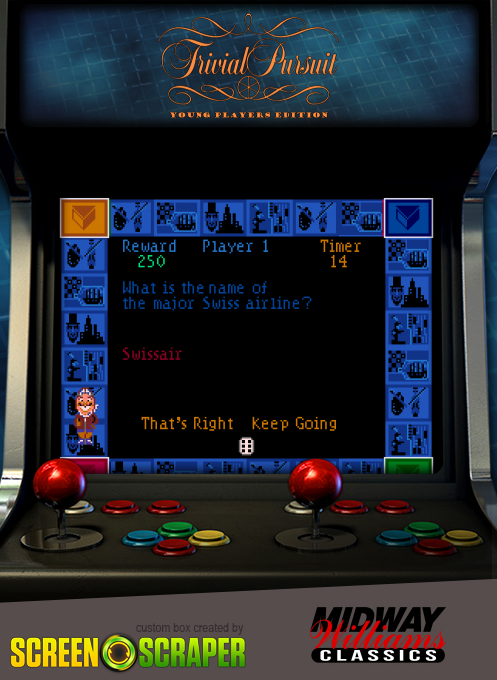 Trivial Pursuit
YOUNG PLAYERS EDITION
Reward Player 1 Timer
250 14
What is the name of
the major Swiss airline?
Swissair
That's Right Keep Going
custom box created by
SCREEN SCRAPER
MIDWAY
Williams
CLASSICS